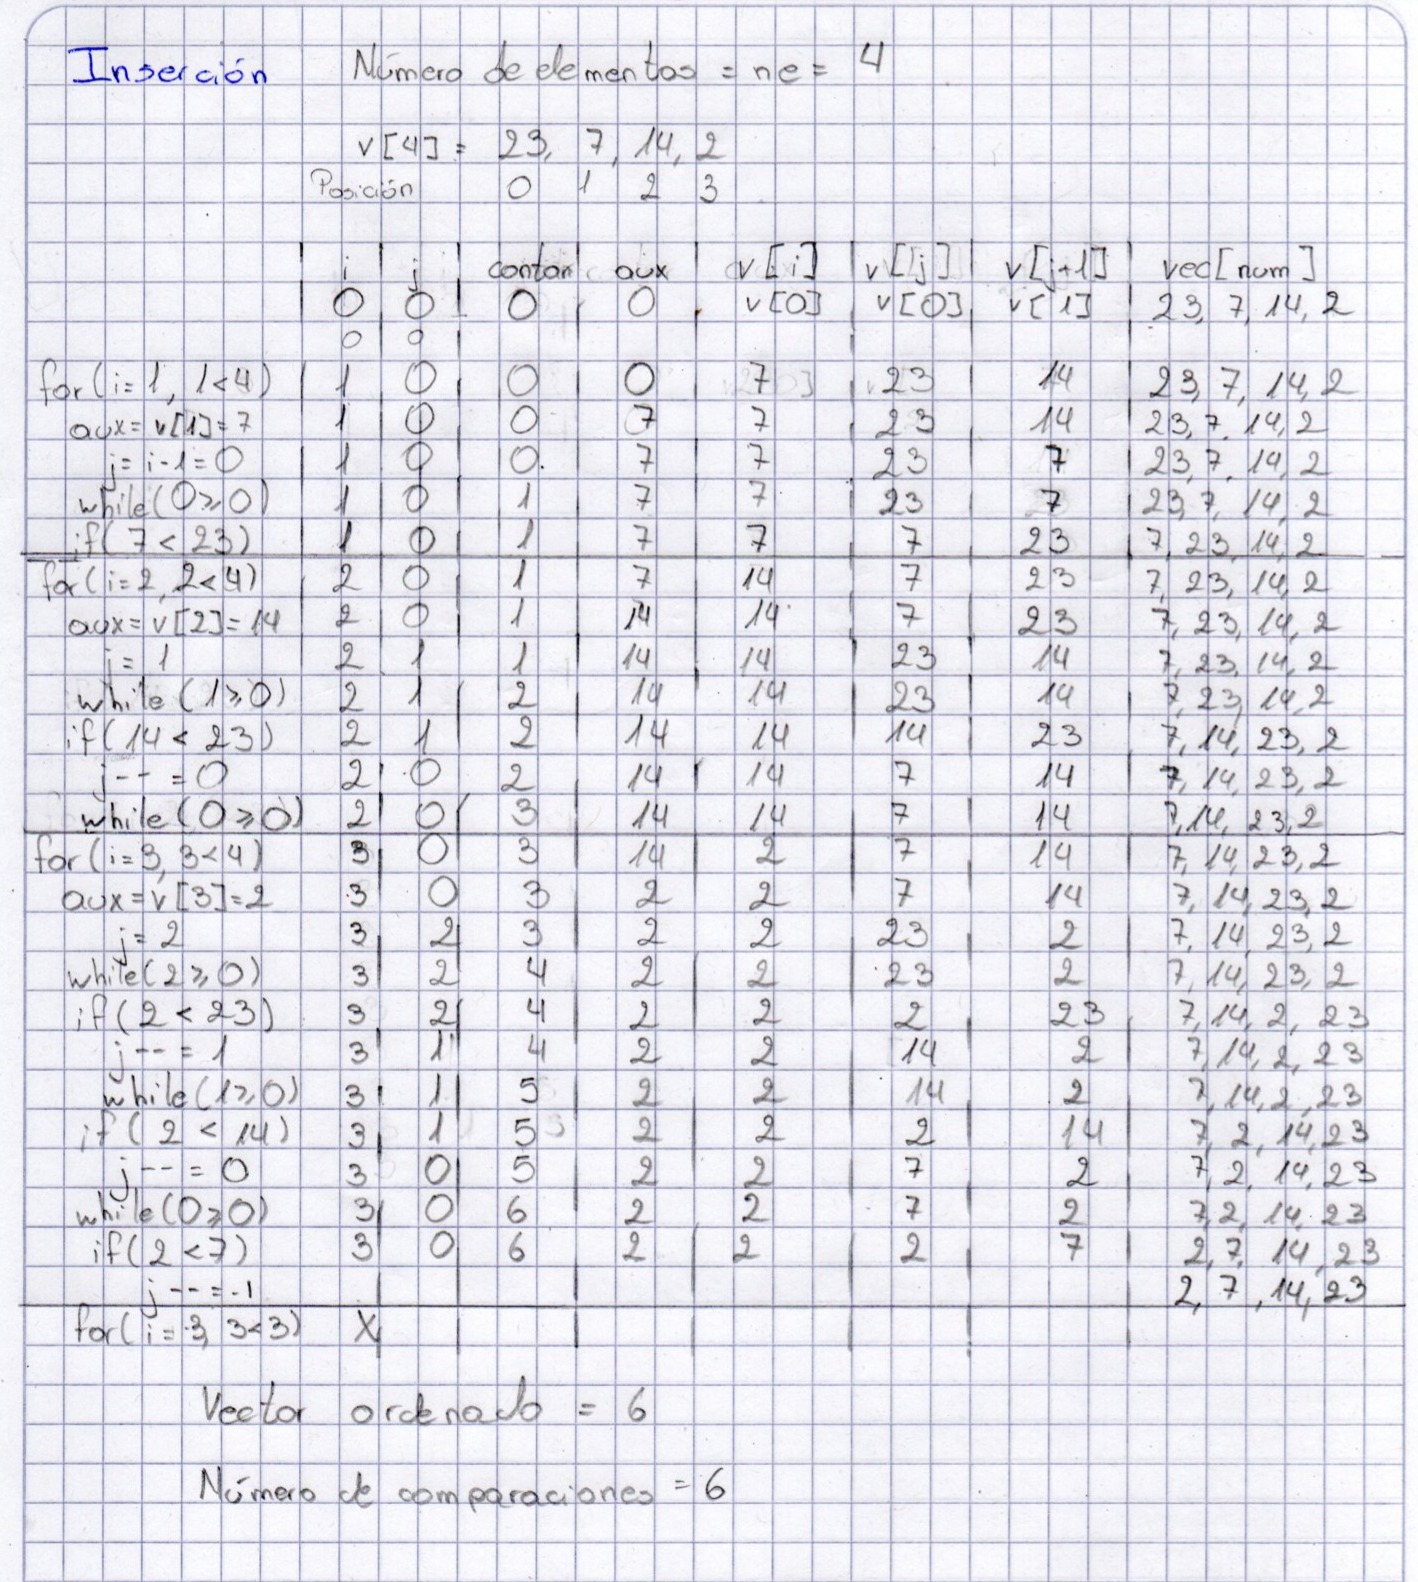 Inserción Número de elementos = ne = 4
v[4] = 23, 7, 14, 2
Posición 0 1 2 3
i j contar aux v[i] v[j] v[j+1] vec[num]
0 0 0 0 v[0] v[0] v[1] 23, 7, 14, 2
0 0
for(i=1, 1<4) 1 0 0 0 7 23 14 23, 7, 14, 2
aux=v[1]=7 1 0 0 7 7 23 14 23, 7, 14, 2
j=i-1=0 1 0 0. 7 7 23 7 23, 7, 14, 2
while(0≥0) 1 0 1 7 7 23 7 23, 7, 14, 2
if(7<23) 1 0 1 7 7 7 23 7, 23, 14, 2
for(i=2, 2<4) 2 0 1 7 14 7 23 7, 23, 14, 2
aux=v[2]=14 2 0 1 14 14 7 23 7, 23, 14, 2
j=1 2 1 1 14 14 23 14 7, 23, 14, 2
while(1≥0) 2 1 2 14 14 23 14 7, 23, 14, 2
if(14<23) 2 1 2 14 14 14 23 7, 14, 23, 2
j--=0 2 0 2 14 14 7 14 7, 14, 23, 2
while(0≥0) 2 0 3 14 14 7 14 7, 14, 23, 2
for(i=3, 3<4) 3 0 3 14 2 7 14 7, 14, 23, 2
aux=v[3]=2 3 0 3 2 2 7 14 7, 14, 23, 2
j=2 3 2 3 2 2 23 2 7, 14, 23, 2
while(2≥0) 3 2 4 2 2 23 2 7, 14, 23, 2
if(2<23) 3 2 4 2 2 2 23 7, 14, 2, 23
j--=1 3 1 4 2 2 14 2 7, 14, 2, 23
while(1≥0) 3 1 5 2 2 14 2 7, 14, 2, 23
if(2<14) 3 1 5 2 2 2 14 7, 2, 14, 23
j--=0 3 0 5 2 2 7 2 7, 2, 14, 23
while(0≥0) 3 0 6 2 2 7 2 7, 2, 14, 23
if(2<7) 3 0 6 2 2 2 7 2, 7, 14, 23
j--=-1 2, 7, 14, 23
for(i=3, 3<3) X
Vector ordenado = 6
Número de comparaciones = 6